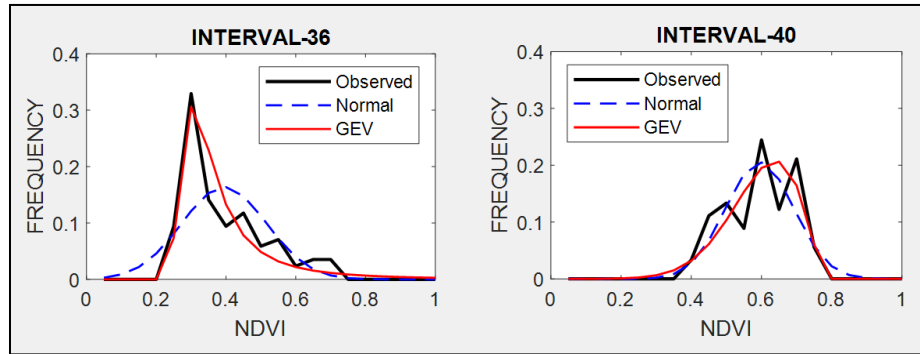 INTERVAL-36
0.4
0.3
0.2
0.1
0
FREQUENCY
Observed
Normal
GEV
0 0.2 0.4 0.6 0.8 1
NDVI
INTERVAL-40
0.4
0.3
0.2
0.1
0
FREQUENCY
Observed
Normal
GEV
0 0.2 0.4 0.6 0.8 1
NDVI